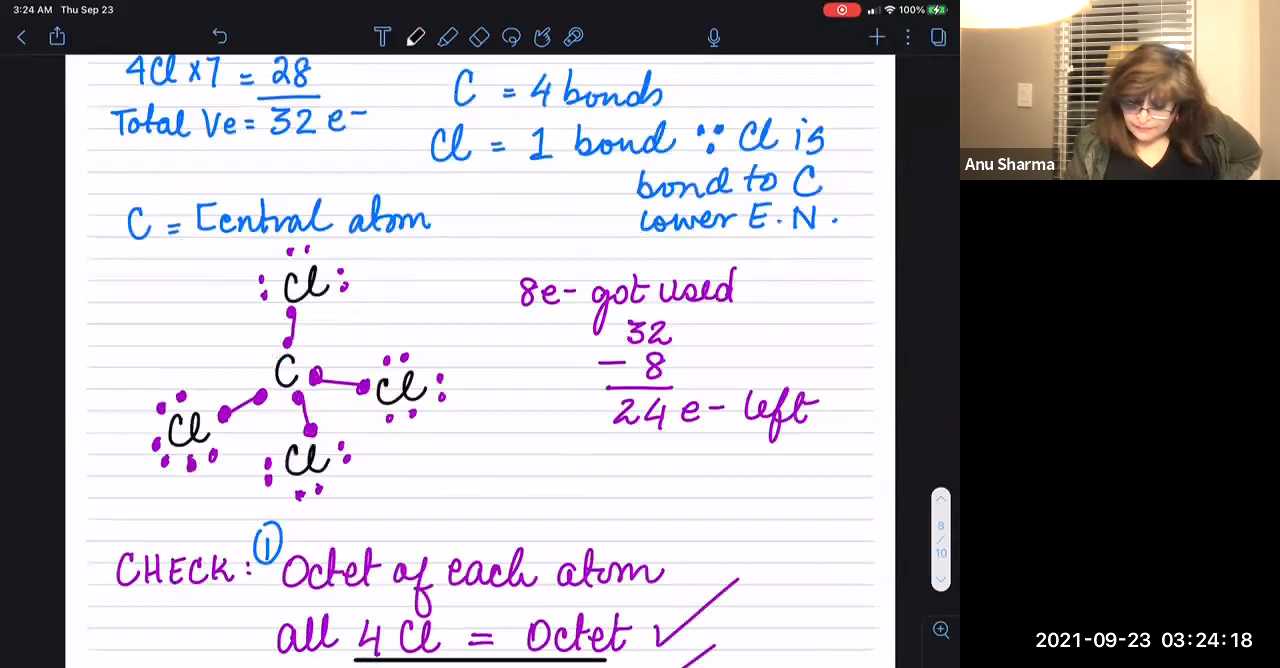 3:24 AM Thu Sep 23
100%
T
4Cl x 7 = 28
Total Ve = 32 e-
C = 4 bonds
Cl = 1 bond ∵ Cl is
bond to C
lower E.N.
C = Central atom
Cl
C
Cl
Cl
Cl
8e- got used
32
- 8
24 e- left
CHECK: ① Octet of each atom
all 4 Cl = Octet ✓
8
/
10
Anu Sharma
2021-09-23 03:24:18